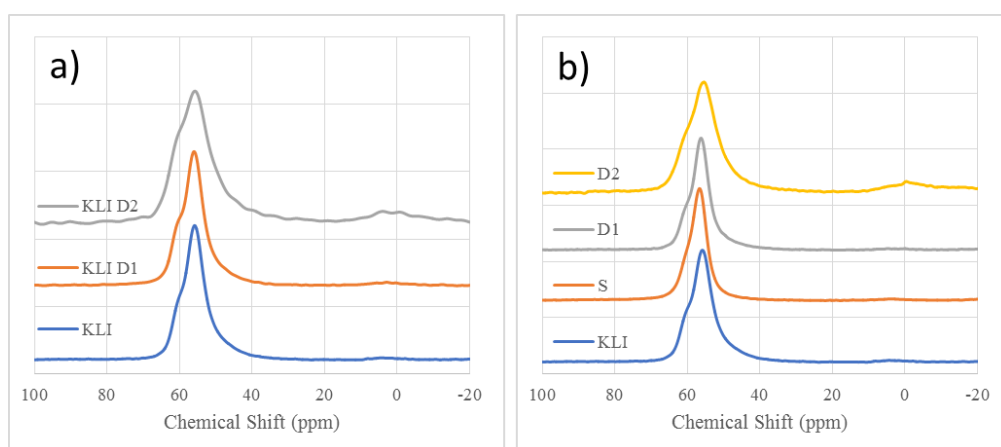 a)
KLI D2
KLI D1
KLI
100 80 60 40 20 0 -20
Chemical Shift (ppm)
b)
D2
D1
S
KLI
100 80 60 40 20 0 -20
Chemical Shift (ppm)